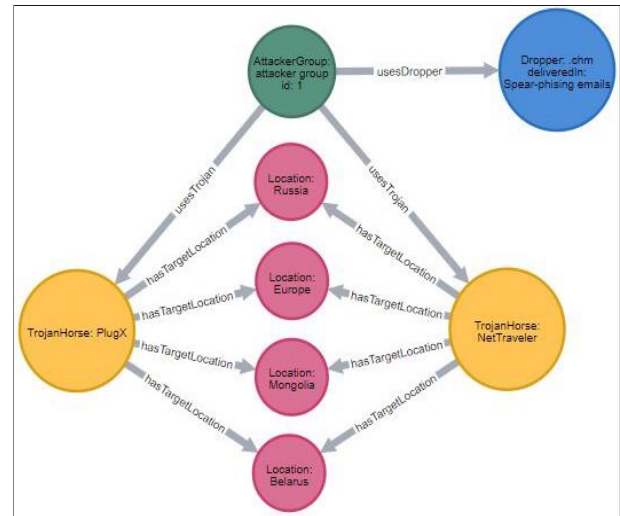 AttackerGroup:
attacker group
id: 1
usesDropper
Dropper: .chm
deliveredIn:
Spear-phising emails
usesTrojan
usesTrojan
Location:
Russia
hasTargetLocation
hasTargetLocation
Location:
Europe
hasTargetLocation
hasTargetLocation
TrojanHorse: PlugX
TrojanHorse:
NetTraveler
hasTargetLocation
hasTargetLocation
Location:
Mongolia
hasTargetLocation
hasTargetLocation
Location:
Belarus